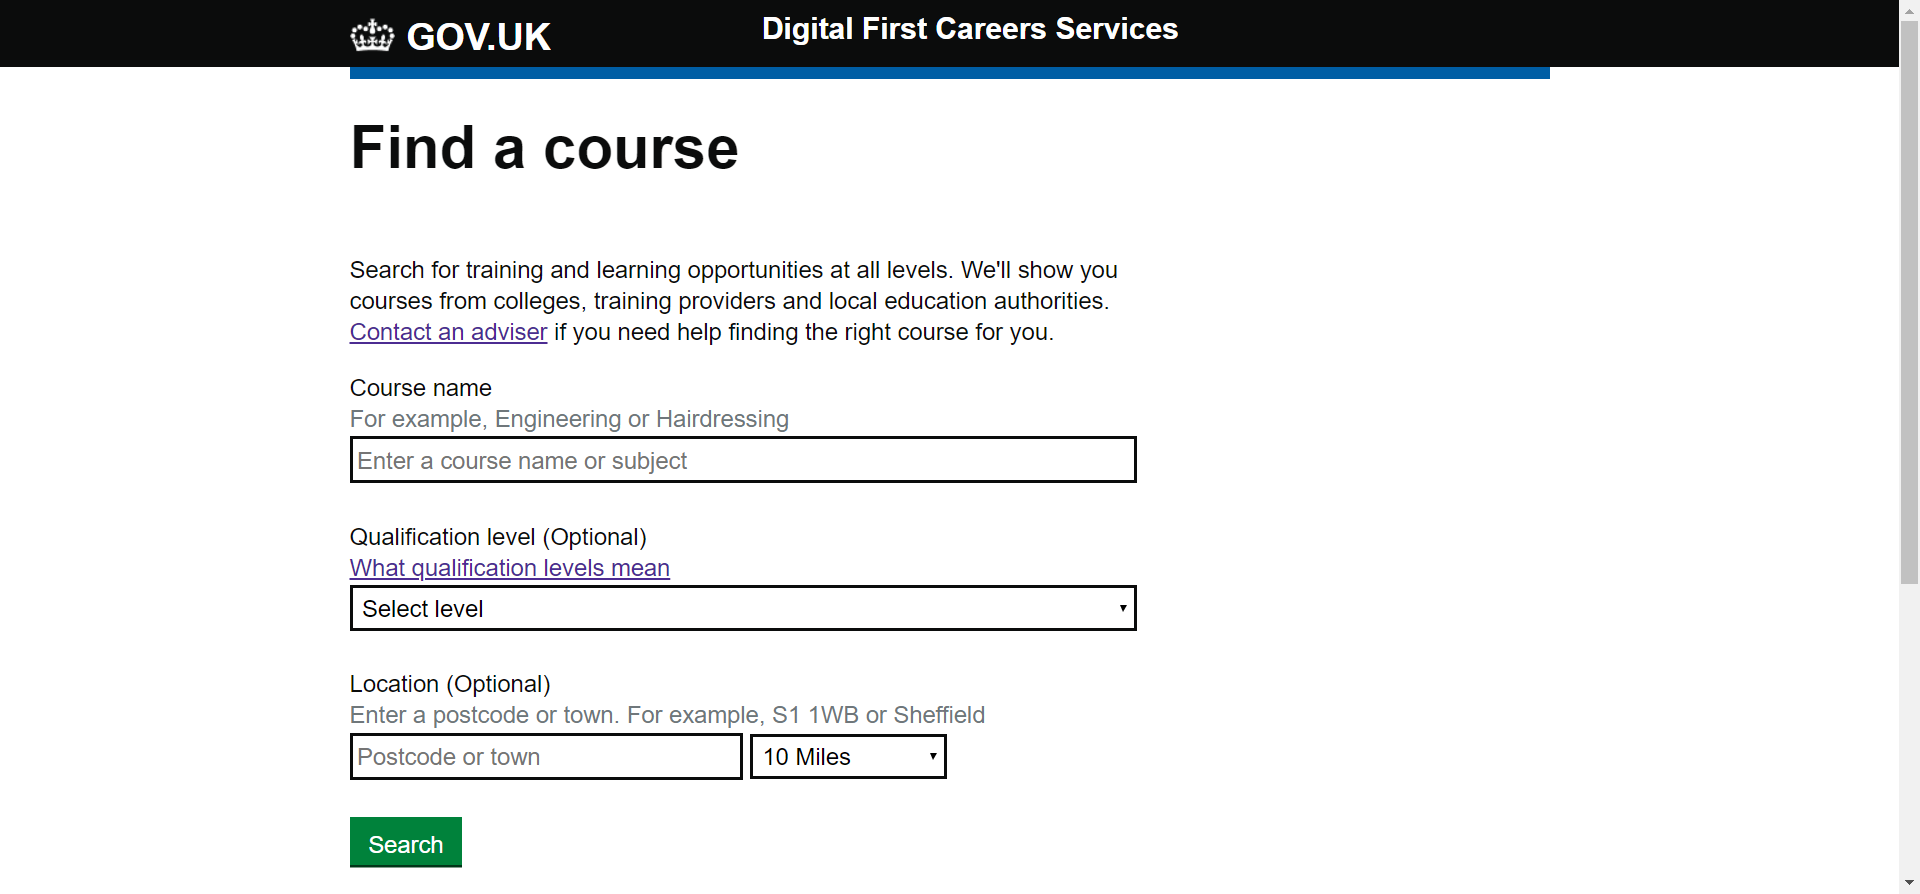 GOV.UK
Digital First Careers Services
Find a course
Search for training and learning opportunities at all levels. We'll show you
courses from colleges, training providers and local education authorities.
Contact an adviser if you need help finding the right course for you.
Course name
For example, Engineering or Hairdressing
Enter a course name or subject
Qualification level (Optional)
What qualification levels mean
Select level
Location (Optional)
Enter a postcode or town. For example, S1 1WB or Sheffield
Postcode or town
10 Miles
Search